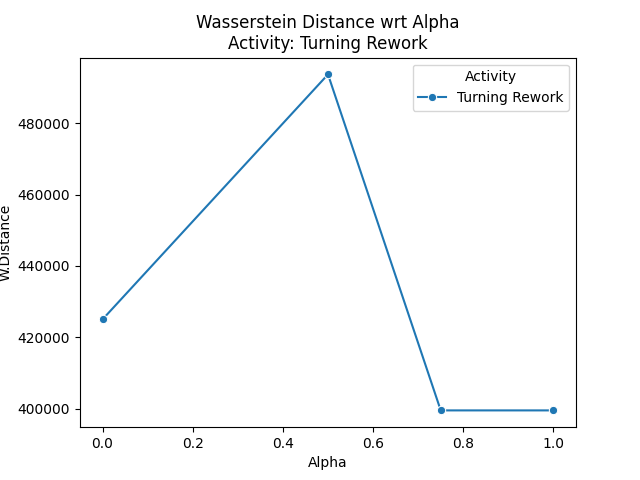 Wasserstein Distance wrt Alpha
Activity: Turning Rework
Activity
Turning Rework
W.Distance
480000
460000
440000
420000
400000
0.0 0.2 0.4 0.6 0.8 1.0
Alpha